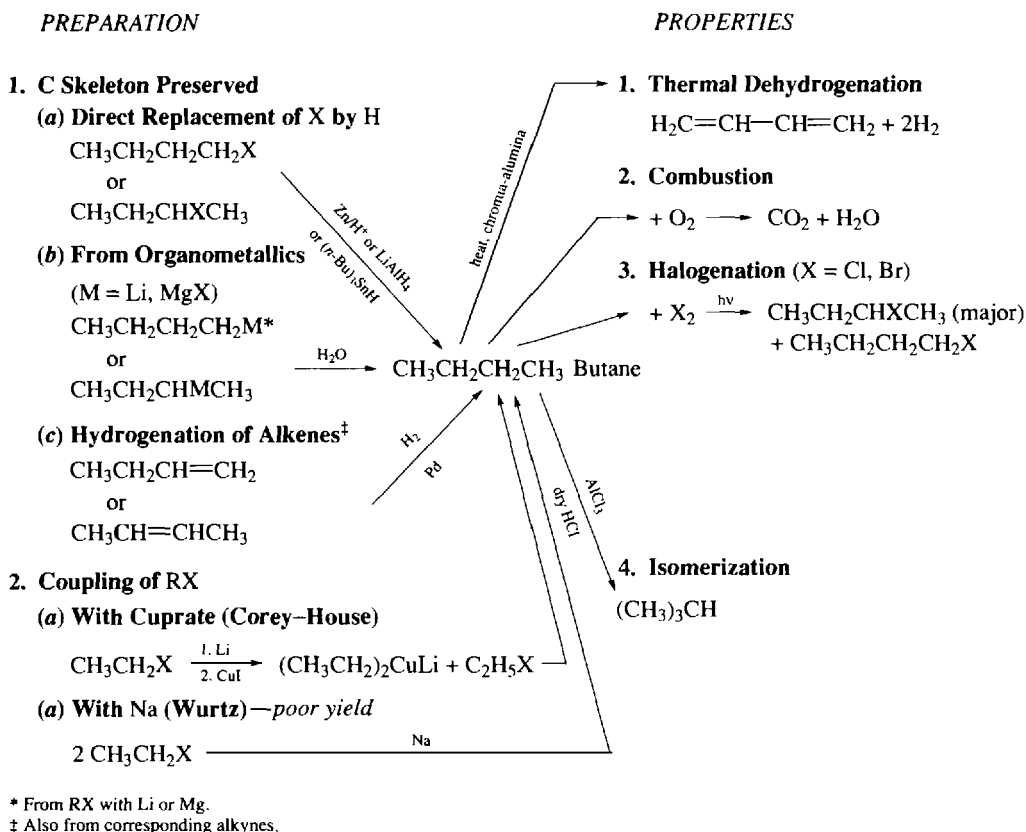 PREPARATION
1. C Skeleton Preserved
(a) Direct Replacement of X by H
CH₃CH₂CH₂CH₂X
or
CH₃CH₂CHXCH₃
Zn/H⁺ or LiAlH₄
or (n-Bu)₃SnH
(b) From Organometallics
(M = Li, MgX)
CH₃CH₂CH₂CH₂M*
or
CH₃CH₂CHMCH₃
H₂O
CH₃CH₂CH₂CH₃ Butane
(c) Hydrogenation of Alkenes‡
CH₃CH₂CH=CH₂
or
CH₃CH=CHCH₃
H₂
Pd
2. Coupling of RX
(a) With Cuprate (Corey–House)
CH₃CH₂X 1. Li 2. CuI (CH₃CH₂)₂CuLi + C₂H₅X
(a) With Na (Wurtz)—poor yield
2 CH₃CH₂X Na
PROPERTIES
heat, chromia-alumina
1. Thermal Dehydrogenation
H₂C=CH—CH=CH₂ + 2H₂
2. Combustion
+ O₂ → CO₂ + H₂O
3. Halogenation (X = Cl, Br)
+ X₂ hν → CH₃CH₂CHXCH₃ (major)
+ CH₃CH₂CH₂CH₂X
AlCl₃
dry HCl
4. Isomerization
(CH₃)₃CH
* From RX with Li or Mg.
‡ Also from corresponding alkynes.